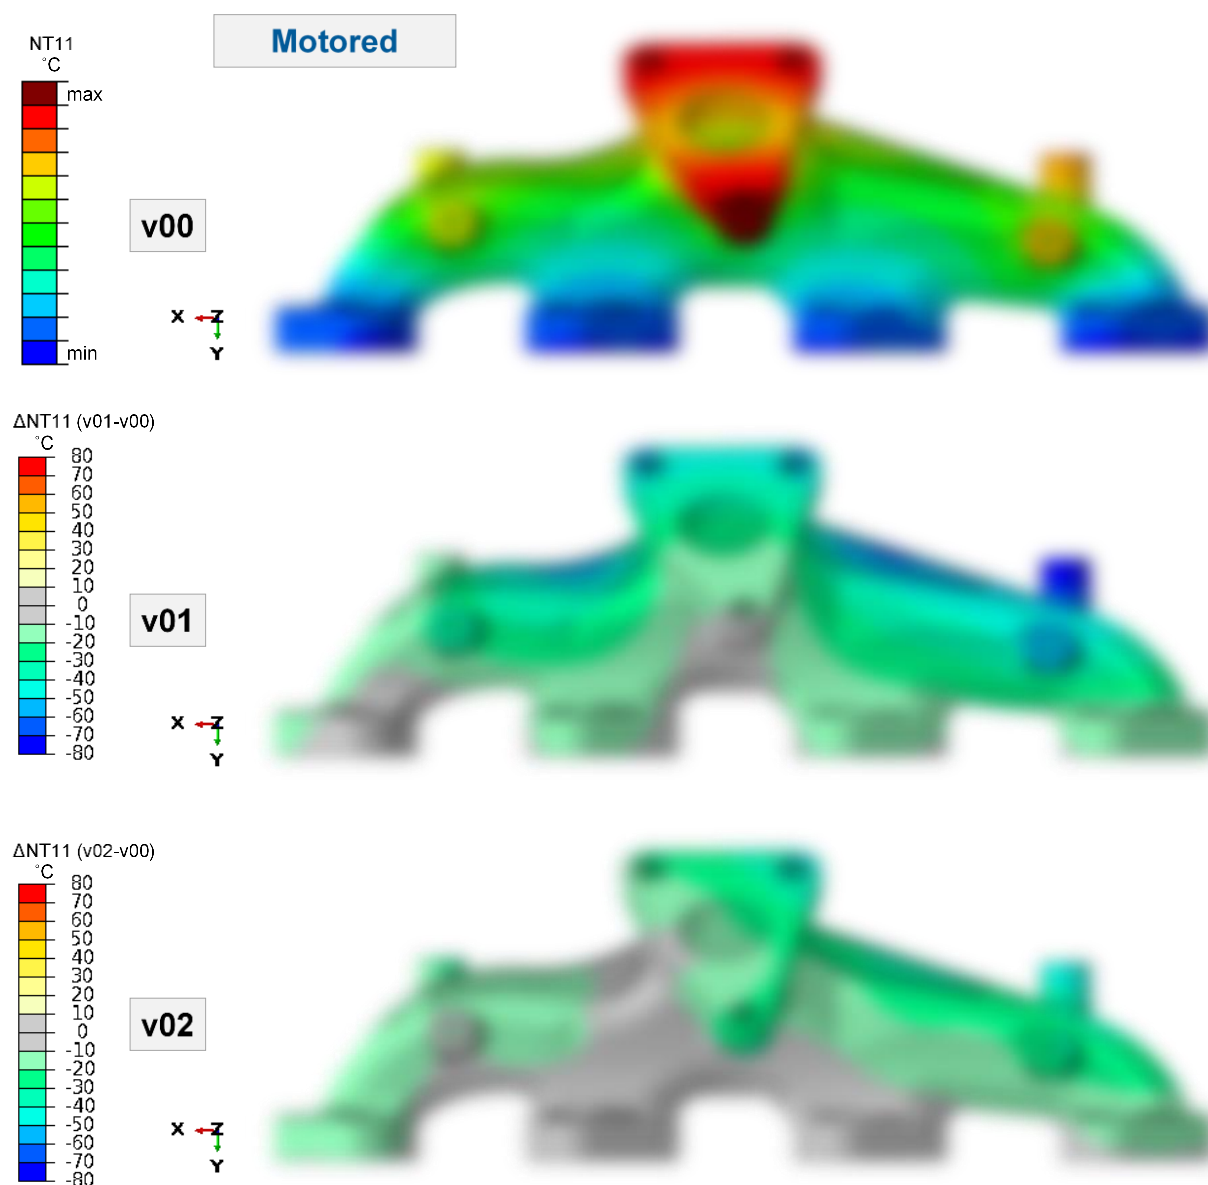 Motored
NT11
°C
max
min
v00
X Z
Y
ΔNT11 (v01-v00)
°C
80
70
60
50
40
30
20
10
0
-10
-20
-30
-40
-50
-60
-70
-80
v01
X Z
Y
ΔNT11 (v02-v00)
°C
80
70
60
50
40
30
20
10
0
-10
-20
-30
-40
-50
-60
-70
-80
v02
X Z
Y